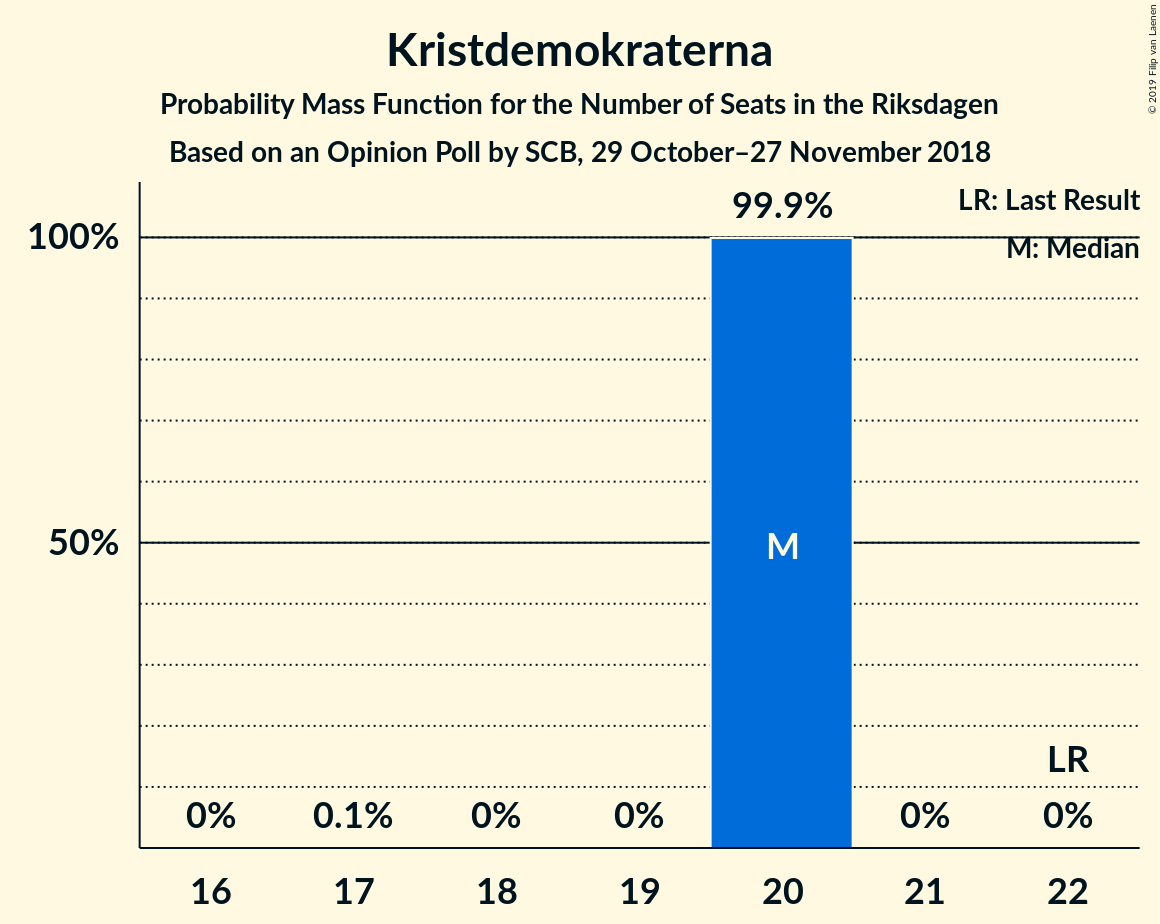 Kristdemokraterna
Probability Mass Function for the Number of Seats in the Riksdagen
Based on an Opinion Poll by SCB, 29 October–27 November 2018
© 2019 Filip van Laenen
LR: Last Result
M: Median
100%
50%
99.9%
M
LR
0%
0.1%
0%
0%
0%
0%
16
17
18
19
20
21
22